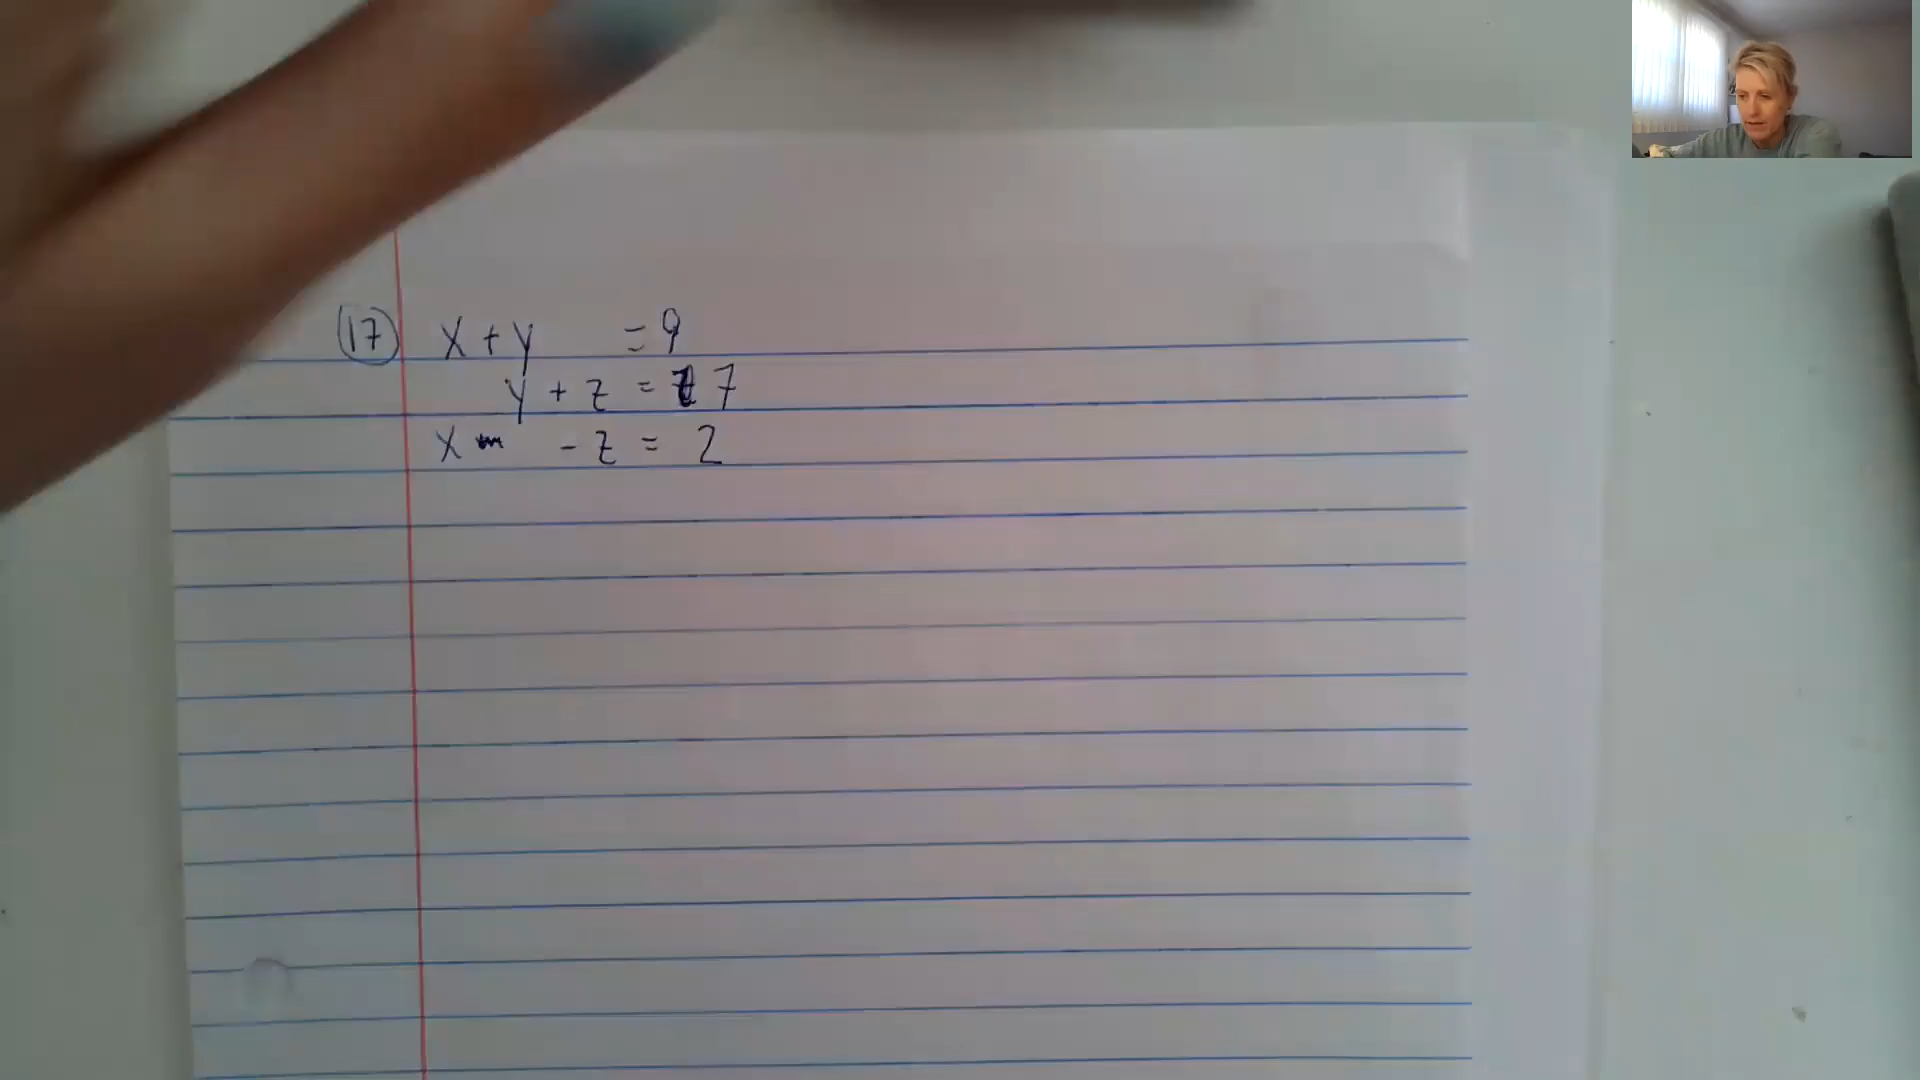 17 x + y = 9
y + z = 7
x - z = 2